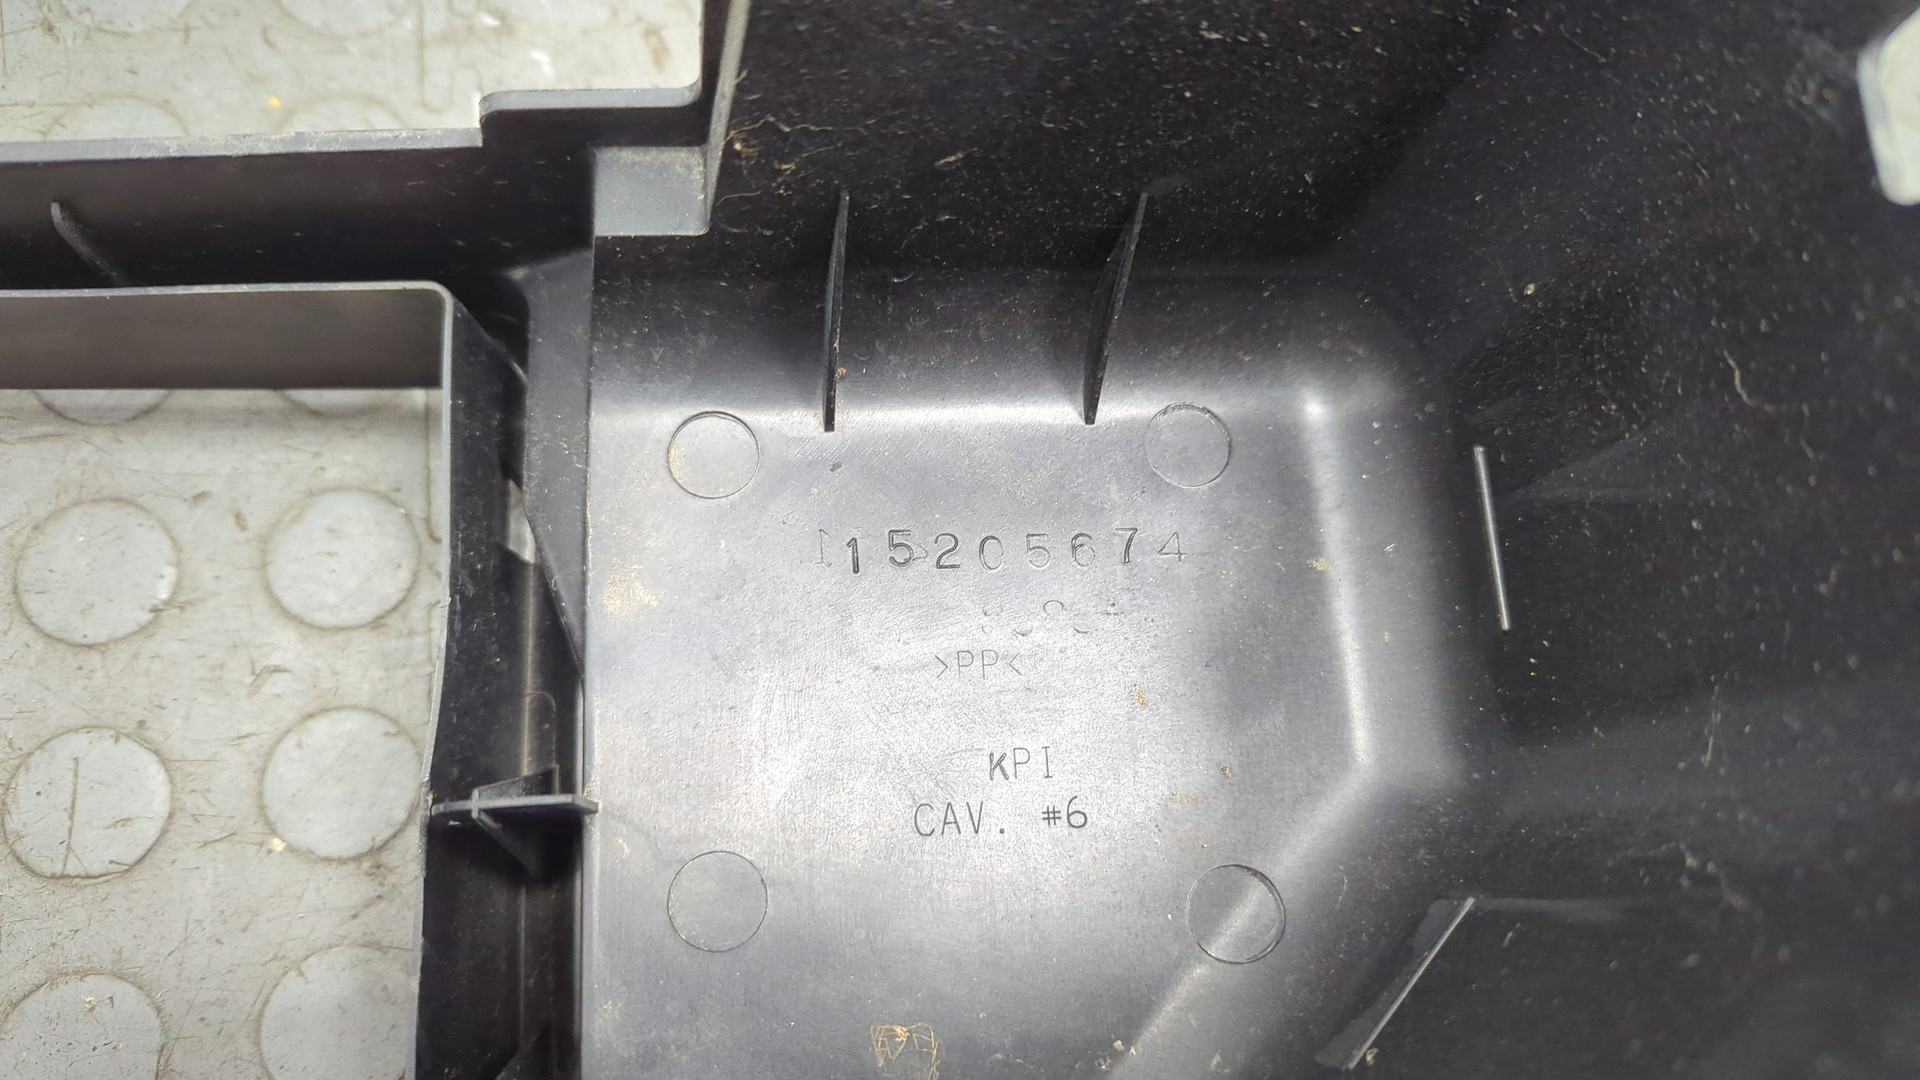 15205674
>PP<
KPI
CAV. #6